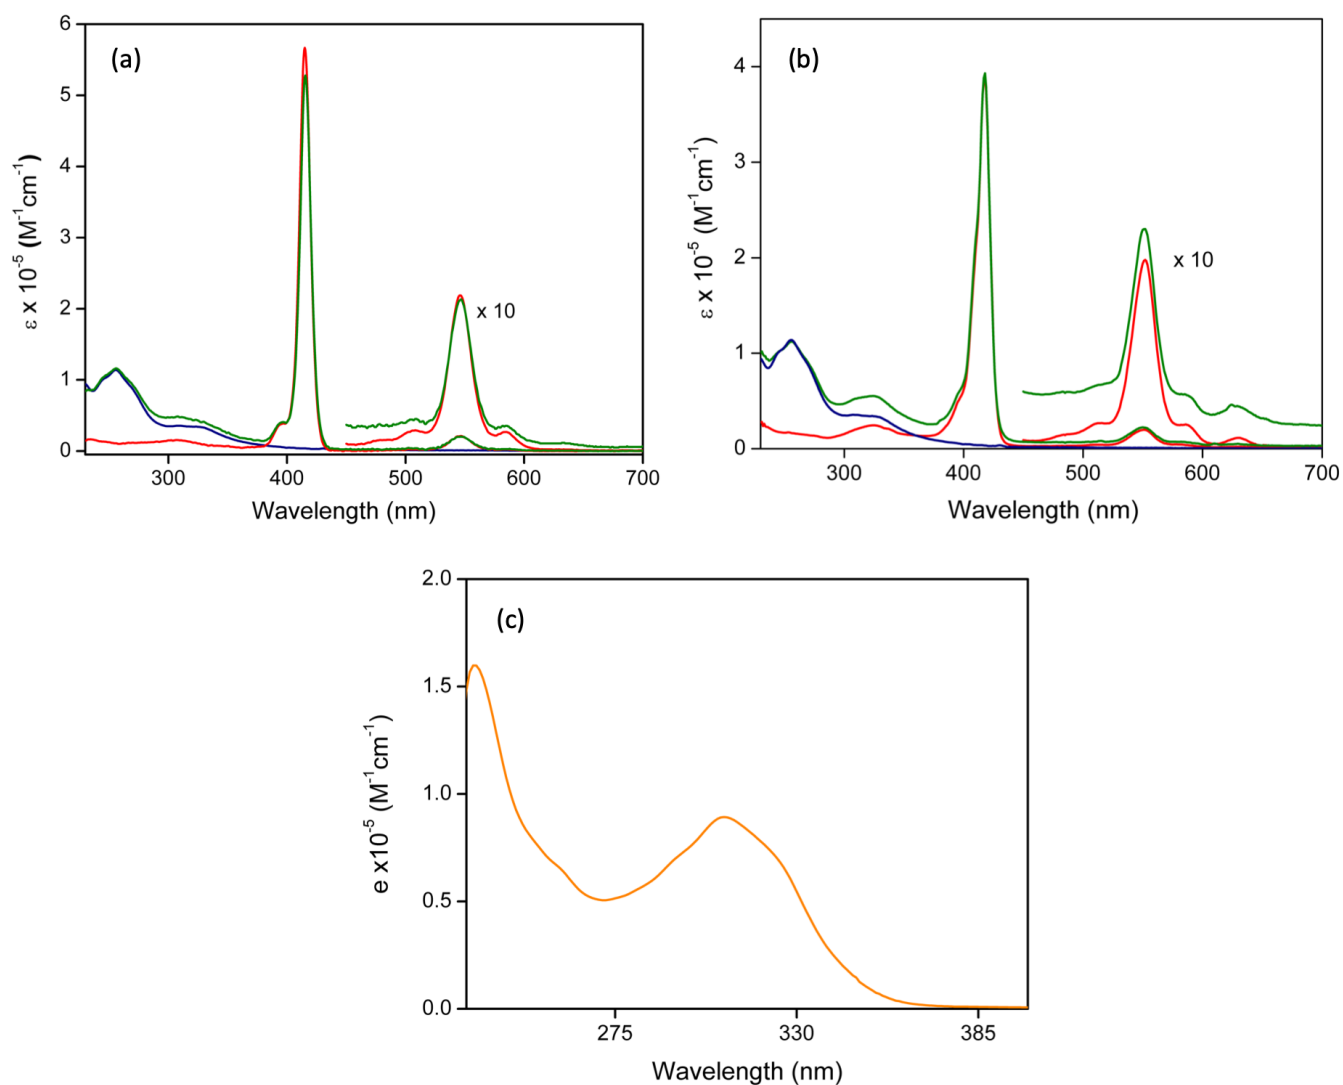 (a)
6
5
4
3
2
1
0
ε x 10⁻⁵ (M⁻¹cm⁻¹)
x 10
300 400 500 600 700
Wavelength (nm)
(b)
4
3
2
1
0
ε x 10⁻⁵ (M⁻¹cm⁻¹)
x 10
300 400 500 600 700
Wavelength (nm)
(c)
2.0
1.5
1.0
0.5
0.0
e x10⁻⁵ (M⁻¹cm⁻¹)
275 330 385
Wavelength (nm)